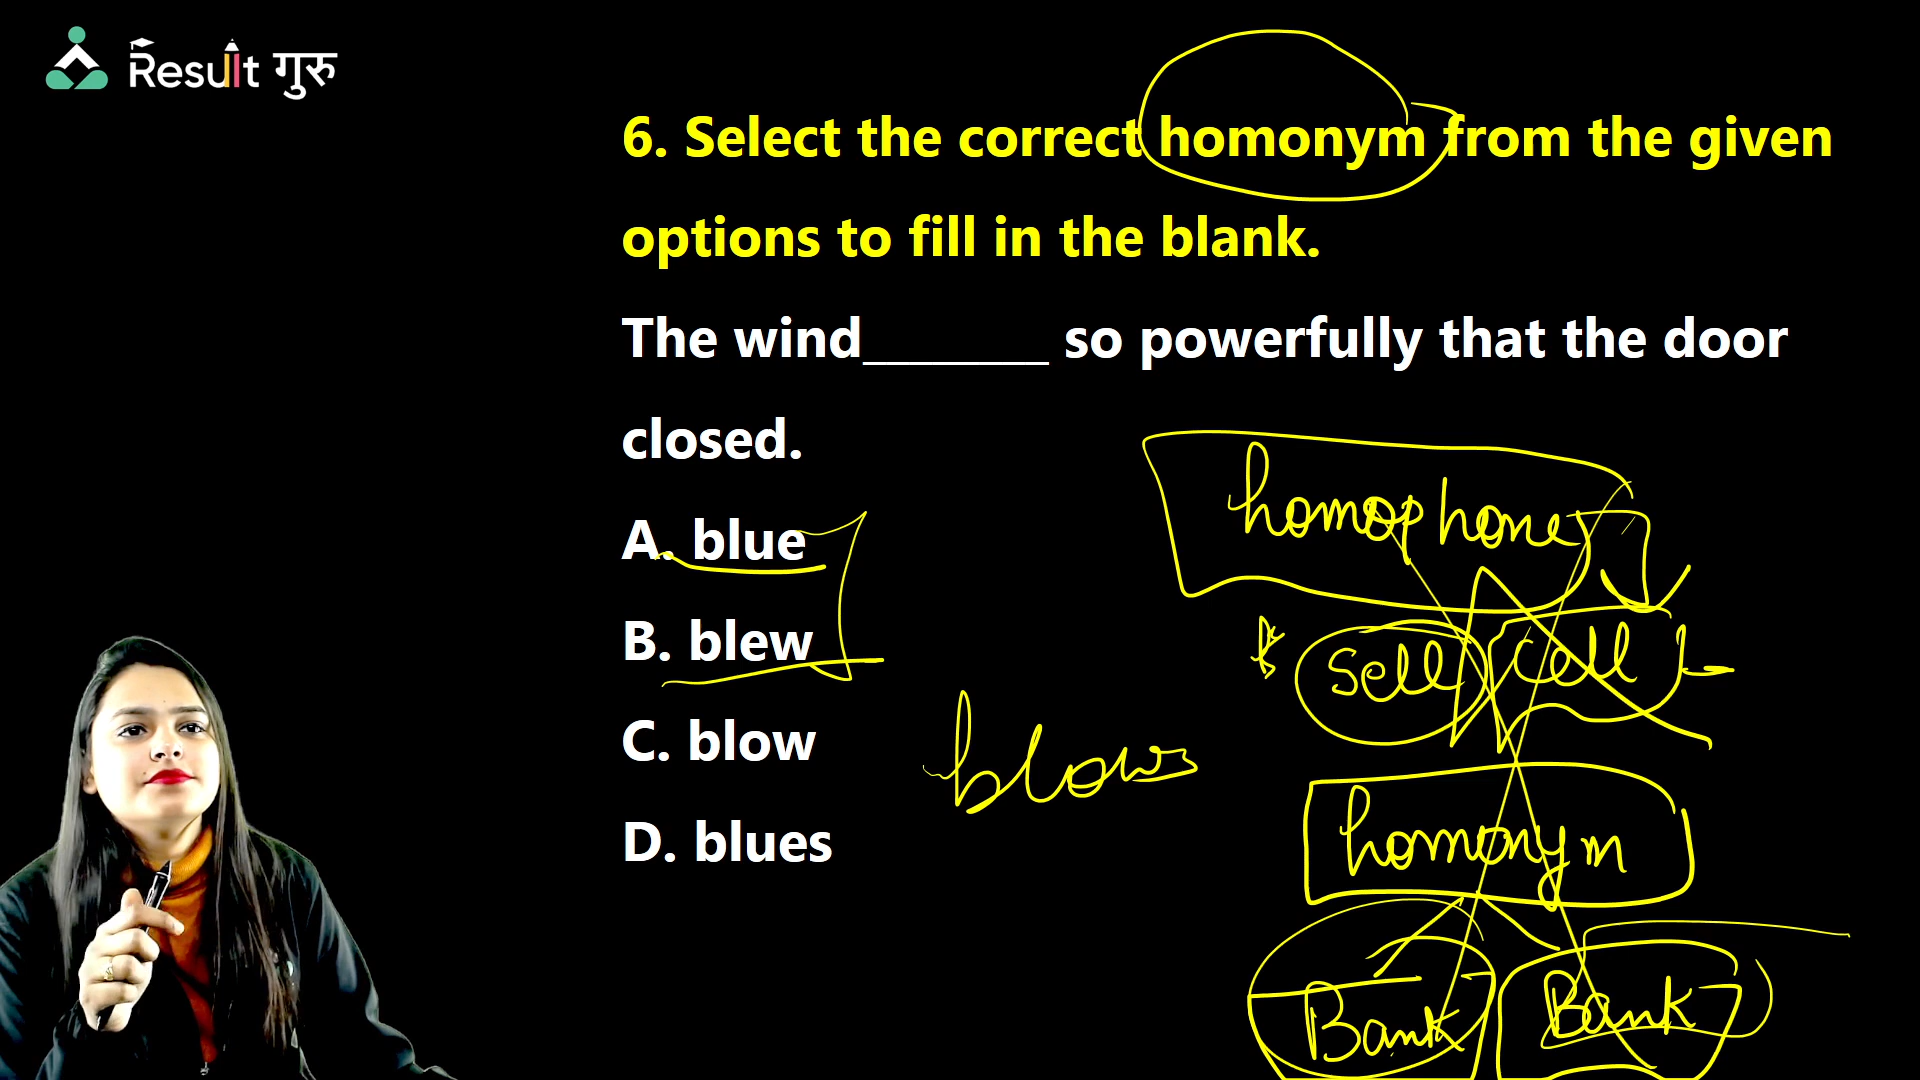 Result गुरु
6. Select the correct homonym from the given
options to fill in the blank.
The wind________ so powerfully that the door
closed.
A. blue
B. blew
C. blow
D. blues
homophone
Sell Cell
blows
homonym
Bank Bank